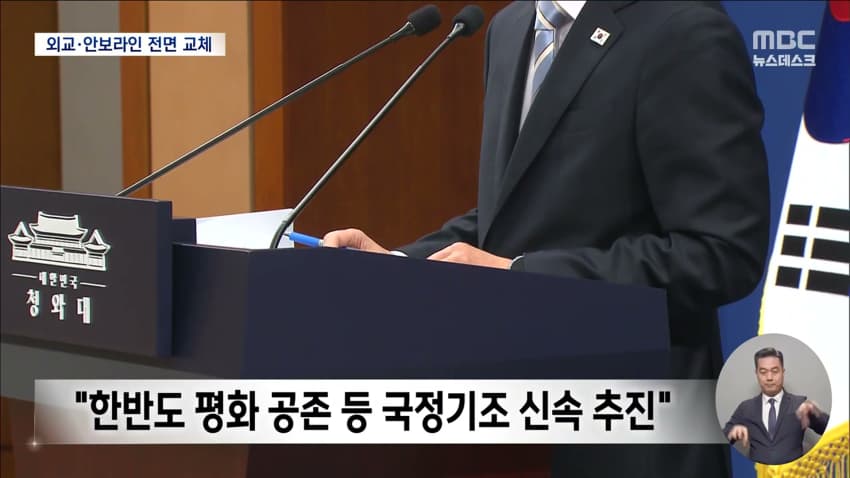 외교·안보라인 전면 교체
MBC
뉴스데스크
대한민국
청와대
"한반도 평화 공존 등 국정기조 신속 추진"